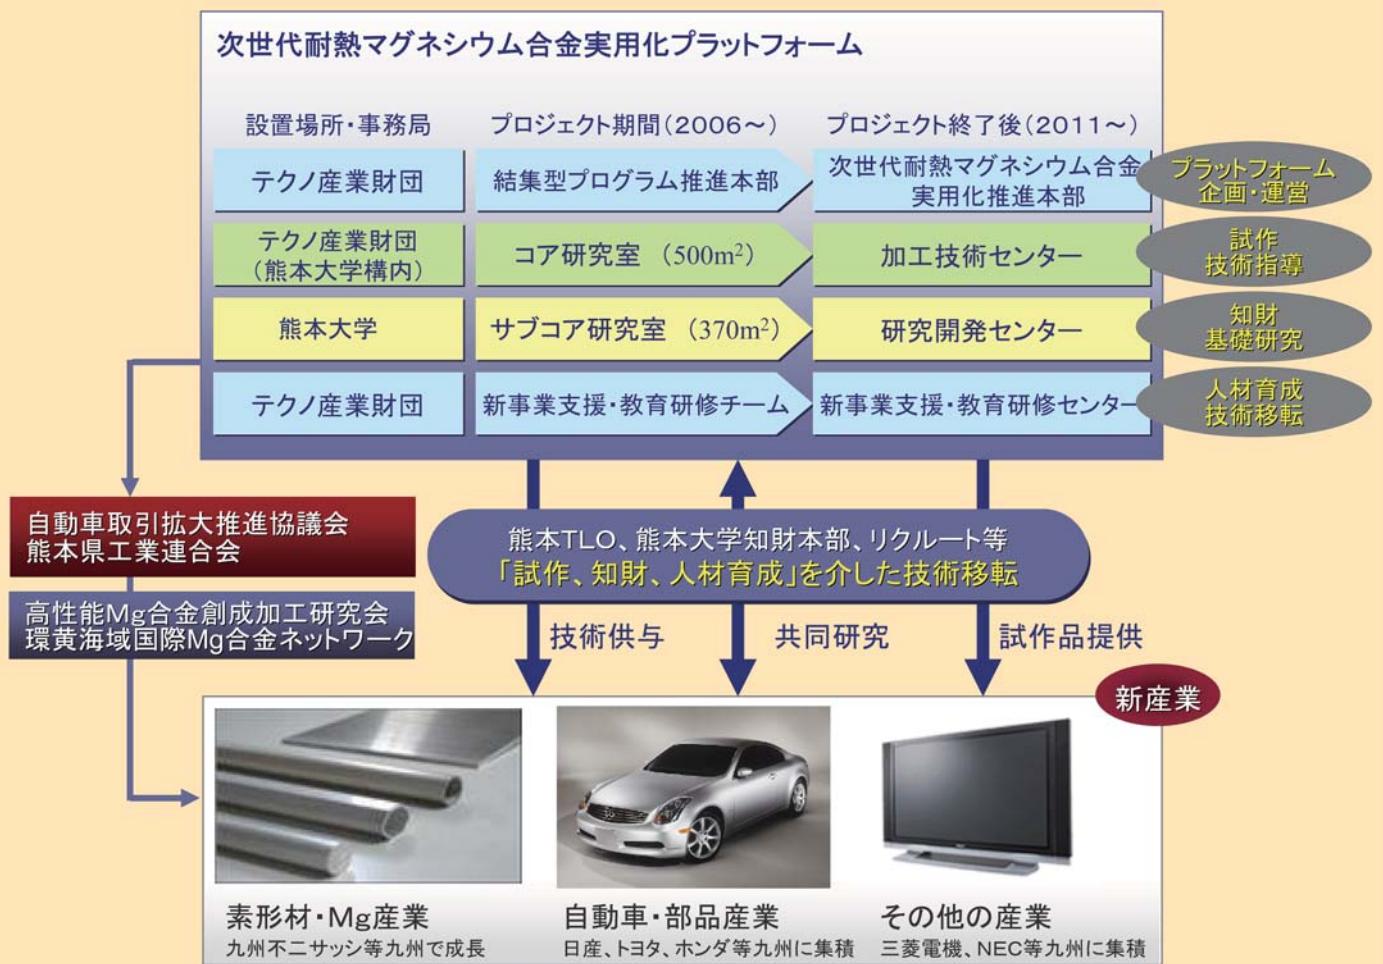 次世代耐熱マグネシウム合金実用化プラットフォーム
設置場所・事務局
プロジェクト期間(2006～)
プロジェクト終了後(2011～)
テクノ産業財団
結集型プログラム推進本部
次世代耐熱マグネシウム合金
実用化推進本部
プラットフォーム
企画・運営
テクノ産業財団
(熊本大学構内)
コア研究室 (500m²)
加工技術センター
試作
技術指導
熊本大学
サブコア研究室 (370m²)
研究開発センター
知財
基礎研究
テクノ産業財団
新事業支援・教育研修チーム
新事業支援・教育研修センター
人材育成
技術移転
自動車取引拡大推進協議会
熊本県工業連合会
高性能Mg合金創成加工研究会
環黄海域国際Mg合金ネットワーク
熊本TLO、熊本大学知財本部、リクルート等
「試作、知財、人材育成」を介した技術移転
技術供与
共同研究
試作品提供
新産業
素形材・Mg産業
九州不二サッシ等九州で成長
自動車・部品産業
日産、トヨタ、ホンダ等九州に集積
その他の産業
三菱電機、NEC等九州に集積